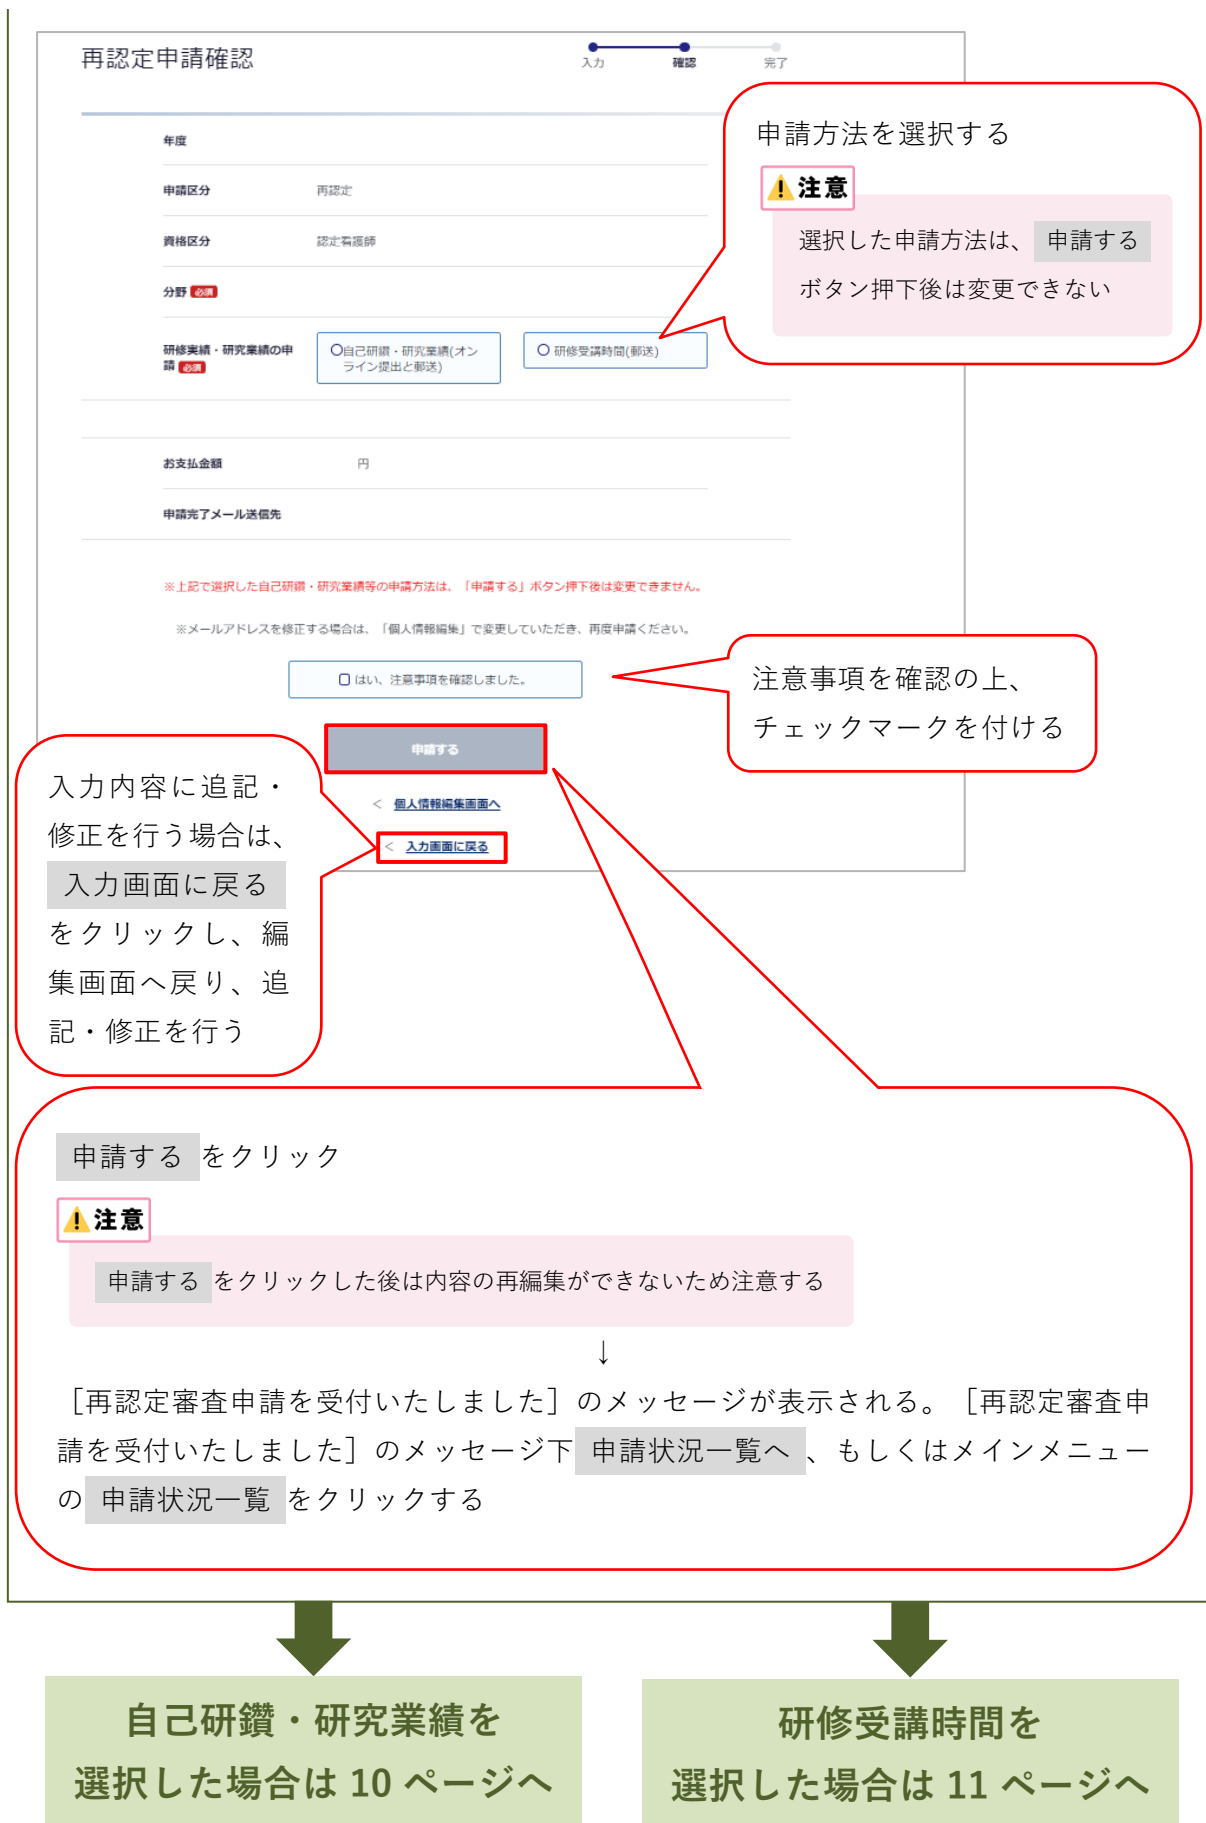 再認定申請確認
入力 確認 完了
年度
申請区分 再認定
資格区分 認定看護師
分野 必須
研修実績・研究業績の申
請 必須
自己研鑽・研究業績(オン
ライン提出と郵送)
研修受講時間(郵送)
お支払金額 円
申請完了メール送信先
※上記で選択した自己研鑽・研究業績等の申請方法は、「申請する」ボタン押下後は変更できません。
※メールアドレスを修正する場合は、「個人情報編集」で変更していただき、再度申請ください。
はい、注意事項を確認しました。
申請する
< 個人情報編集画面へ
< 入力画面に戻る
申請方法を選択する
注意
選択した申請方法は、 申請する
ボタン押下後は変更できない
注意事項を確認の上、
チェックマークを付ける
入力内容に追記・
修正を行う場合は、
入力画面に戻る
をクリックし、編
集画面へ戻り、追
記・修正を行う
申請する をクリック
注意
申請する をクリックした後は内容の再編集ができないため注意する
↓
［再認定審査申請を受付いたしました］のメッセージが表示される。［再認定審査申
請を受付いたしました］のメッセージ下 申請状況一覧へ 、もしくはメインメニュー
の 申請状況一覧 をクリックする
自己研鑽・研究業績を
選択した場合は 10 ページへ
研修受講時間を
選択した場合は 11 ページへ